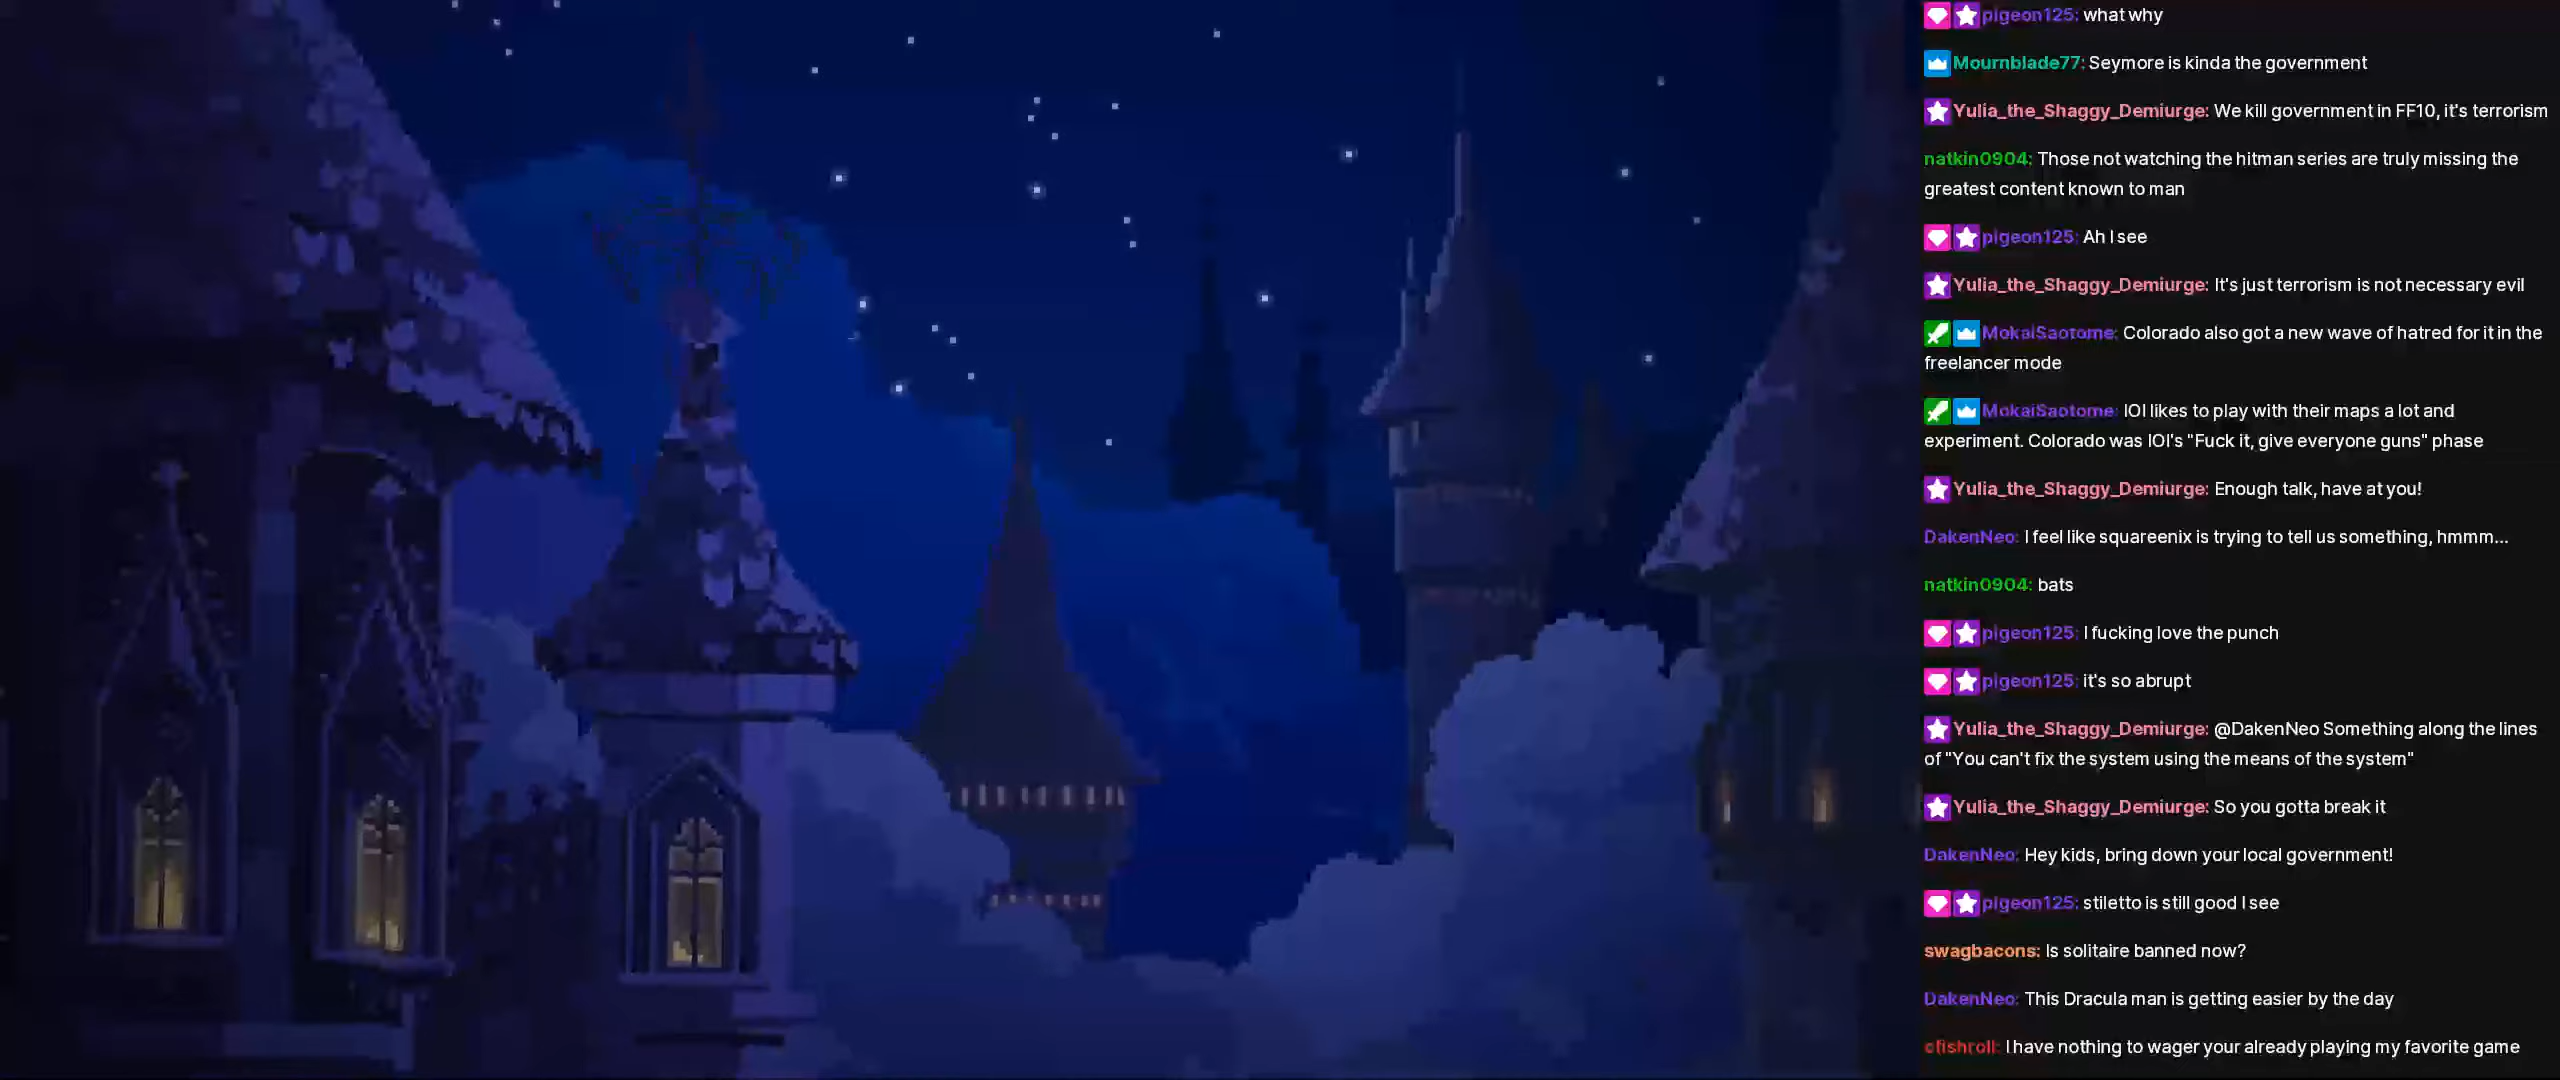 pigeon125: what why
Mournblade77: Seymore is kinda the government
Yulia_the_Shaggy_Demiurge: We kill government in FF10, it's terrorism
natkin0904: Those not watching the hitman series are truly missing the
greatest content known to man
pigeon125: Ah I see
Yulia_the_Shaggy_Demiurge: It's just terrorism is not necessary evil
MokaiSaotome: Colorado also got a new wave of hatred for it in the
freelancer mode
MokaiSaotome: IOI likes to play with their maps a lot and
experiment. Colorado was IOI's "Fuck it, give everyone guns" phase
Yulia_the_Shaggy_Demiurge: Enough talk, have at you!
DakenNeo: I feel like squareenix is trying to tell us something, hmmm...
natkin0904: bats
pigeon125: I fucking love the punch
pigeon125: it's so abrupt
Yulia_the_Shaggy_Demiurge: @DakenNeo Something along the lines
of "You can't fix the system using the means of the system"
Yulia_the_Shaggy_Demiurge: So you gotta break it
DakenNeo: Hey kids, bring down your local government!
pigeon125: stiletto is still good I see
swagbacons: Is solitaire banned now?
DakenNeo: This Dracula man is getting easier by the day
cfishroll: I have nothing to wager your already playing my favorite game